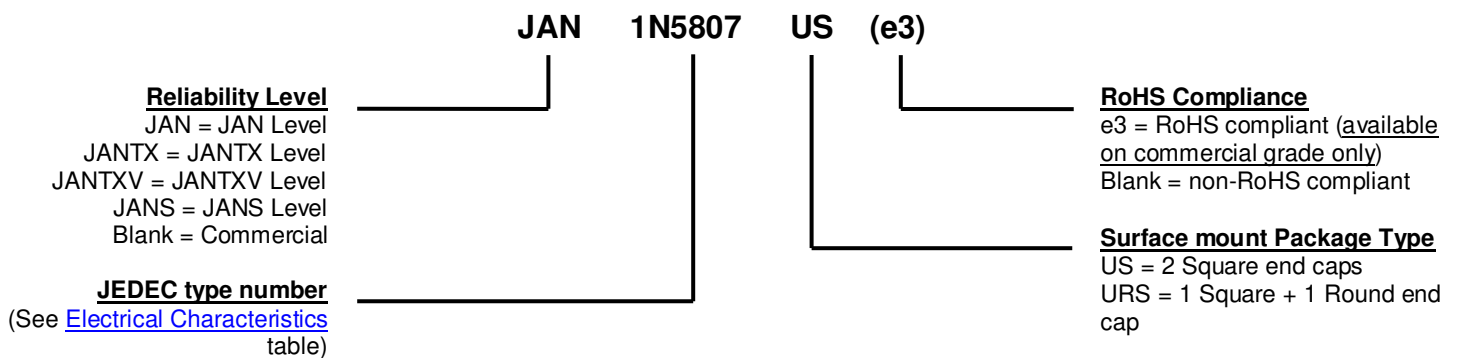 JAN 1N5807 US (e3)
Reliability Level
JAN = JAN Level
JANTX = JANTX Level
JANTXV = JANTXV Level
JANS = JANS Level
Blank = Commercial
JEDEC type number
(See Electrical Characteristics
table)
RoHS Compliance
e3 = RoHS compliant (available
on commercial grade only)
Blank = non-RoHS compliant
Surface mount Package Type
US = 2 Square end caps
URS = 1 Square + 1 Round end
cap